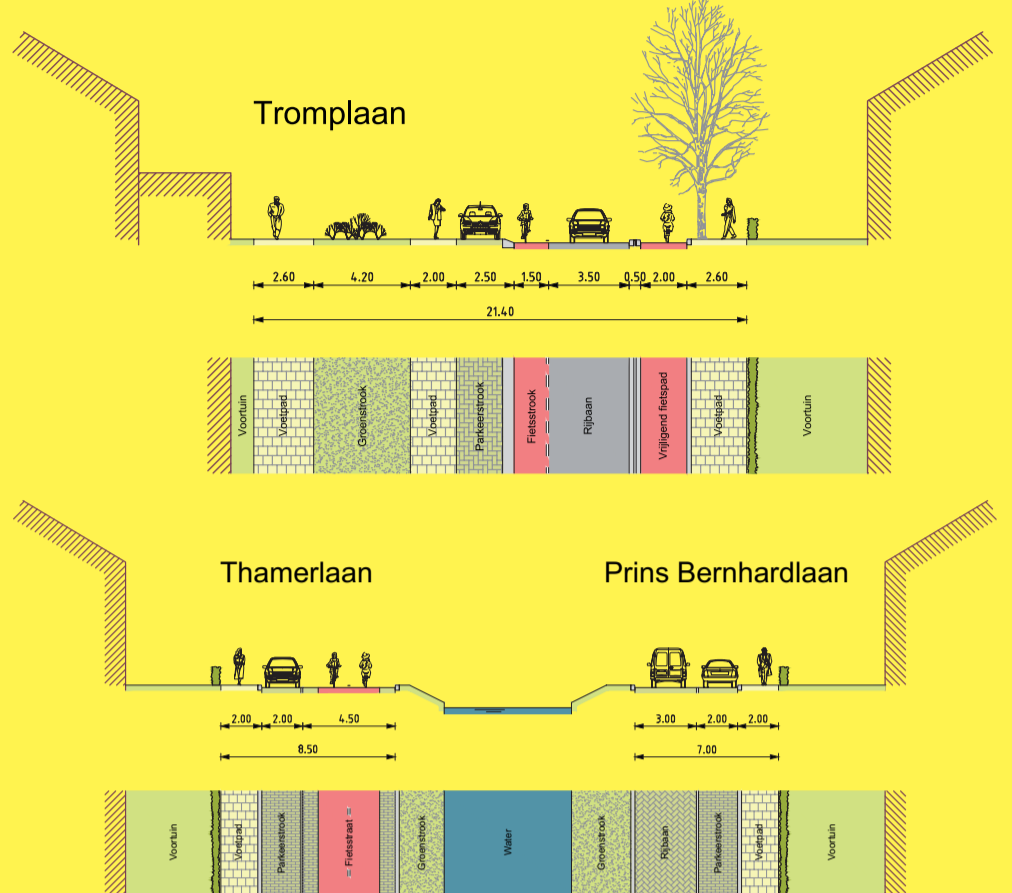 Tromplaan
2.60 4.20 2.00 2.50 1.50 3.50 0.50 2.00 2.60
21.40
Voortuin Voetpad Groenstrook Voetpad Parkeerstrook Fietsstrook Rijbaan Vrijligend fietspad Voetpad Voortuin
Thamerlaan Prins Bernhardlaan
2.00 2.00 4.50 3.00 2.00 2.00
8.50 7.00
Voortuin Voetpad Parkeerstrook Fietsstraat Groenstrook Water Groenstrook Rijbaan Parkeerstrook Voetpad Voortuin